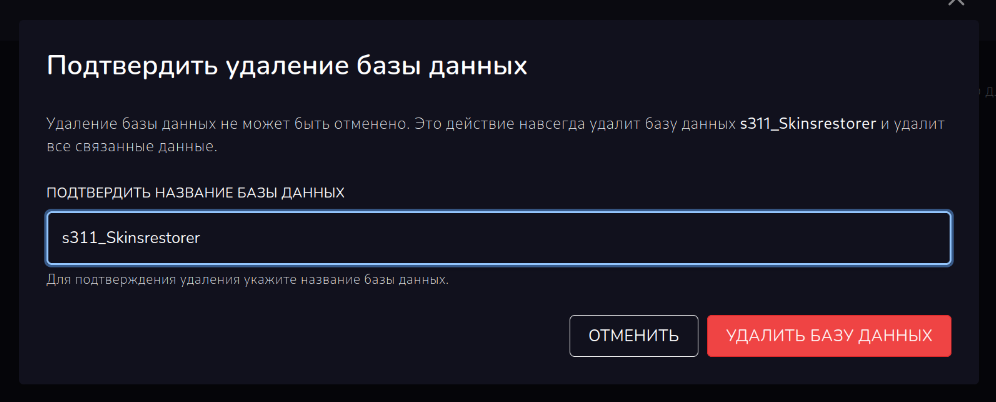 Подтвердить удаление базы данных
Удаление базы данных не может быть отменено. Это действие навсегда удалит базу данных s311_Skinsrestorer и удалит
все связанные данные.
ПОДТВЕРДИТЬ НАЗВАНИЕ БАЗЫ ДАННЫХ
s311_Skinsrestorer
Для подтверждения удаления укажите название базы данных.
ОТМЕНИТЬ
УДАЛИТЬ БАЗУ ДАННЫХ